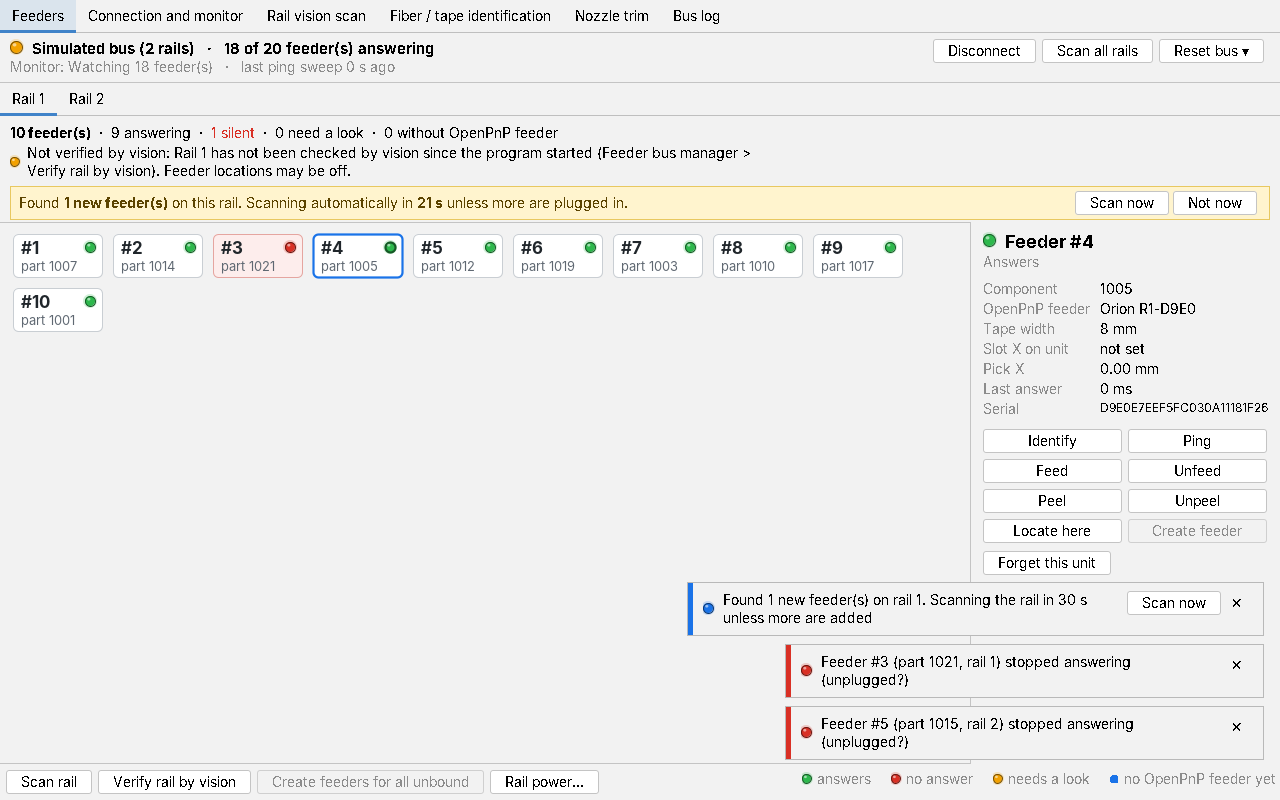 Feeders Connection and monitor Rail vision scan Fiber / tape identification Nozzle trim Bus log
Simulated bus (2 rails) · 18 of 20 feeder(s) answering
Monitor: Watching 18 feeder(s) · last ping sweep 0 s ago
Disconnect Scan all rails Reset bus ▾
Rail 1 Rail 2
10 feeder(s) · 9 answering · 1 silent · 0 need a look · 0 without OpenPnP feeder
Not verified by vision: Rail 1 has not been checked by vision since the program started (Feeder bus manager >
Verify rail by vision). Feeder locations may be off.
Found 1 new feeder(s) on this rail. Scanning automatically in 21 s unless more are plugged in. Scan now Not now
#1 #2 #3 #4 #5 #6 #7 #8 #9
part 1007 part 1014 part 1021 part 1005 part 1012 part 1019 part 1003 part 1010 part 1017
#10
part 1001
Feeder #4
Answers
Component 1005
OpenPnP feeder Orion R1-D9E0
Tape width 8 mm
Slot X on unit not set
Pick X 0.00 mm
Last answer 0 ms
Serial D9E0E7EEF5FC030A11181F26
Identify Ping
Feed Unfeed
Peel Unpeel
Locate here Create feeder
Forget this unit
Found 1 new feeder(s) on rail 1. Scanning the rail in 30 s
unless more are added
Scan now ×
Feeder #3 (part 1021, rail 1) stopped answering
(unplugged?)
×
Feeder #5 (part 1015, rail 2) stopped answering
(unplugged?)
×
Scan rail Verify rail by vision Create feeders for all unbound Rail power...
answers no answer needs a look no OpenPnP feeder yet